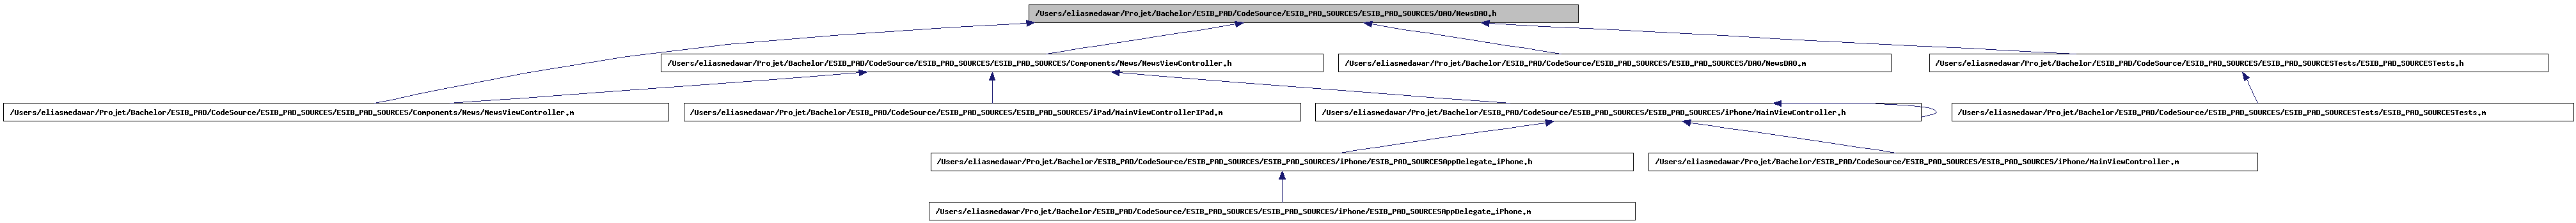 /Users/eliasmedawar/Projet/Bachelor/ESIB_PAD/CodeSource/ESIB_PAD_SOURCES/ESIB_PAD_SOURCES/DAO/NewsDAO.h
/Users/eliasmedawar/Projet/Bachelor/ESIB_PAD/CodeSource/ESIB_PAD_SOURCES/ESIB_PAD_SOURCES/Components/News/NewsViewController.h
/Users/eliasmedawar/Projet/Bachelor/ESIB_PAD/CodeSource/ESIB_PAD_SOURCES/ESIB_PAD_SOURCES/DAO/NewsDAO.m
/Users/eliasmedawar/Projet/Bachelor/ESIB_PAD/CodeSource/ESIB_PAD_SOURCES/ESIB_PAD_SOURCESTests/ESIB_PAD_SOURCESTests.h
/Users/eliasmedawar/Projet/Bachelor/ESIB_PAD/CodeSource/ESIB_PAD_SOURCES/ESIB_PAD_SOURCES/Components/News/NewsViewController.m
/Users/eliasmedawar/Projet/Bachelor/ESIB_PAD/CodeSource/ESIB_PAD_SOURCES/ESIB_PAD_SOURCES/iPad/MainViewControllerIPad.m
/Users/eliasmedawar/Projet/Bachelor/ESIB_PAD/CodeSource/ESIB_PAD_SOURCES/ESIB_PAD_SOURCES/iPhone/MainViewController.h
/Users/eliasmedawar/Projet/Bachelor/ESIB_PAD/CodeSource/ESIB_PAD_SOURCES/ESIB_PAD_SOURCESTests/ESIB_PAD_SOURCESTests.m
/Users/eliasmedawar/Projet/Bachelor/ESIB_PAD/CodeSource/ESIB_PAD_SOURCES/ESIB_PAD_SOURCES/iPhone/ESIB_PAD_SOURCESAppDelegate_iPhone.h
/Users/eliasmedawar/Projet/Bachelor/ESIB_PAD/CodeSource/ESIB_PAD_SOURCES/ESIB_PAD_SOURCES/iPhone/MainViewController.m
/Users/eliasmedawar/Projet/Bachelor/ESIB_PAD/CodeSource/ESIB_PAD_SOURCES/ESIB_PAD_SOURCES/iPhone/ESIB_PAD_SOURCESAppDelegate_iPhone.m